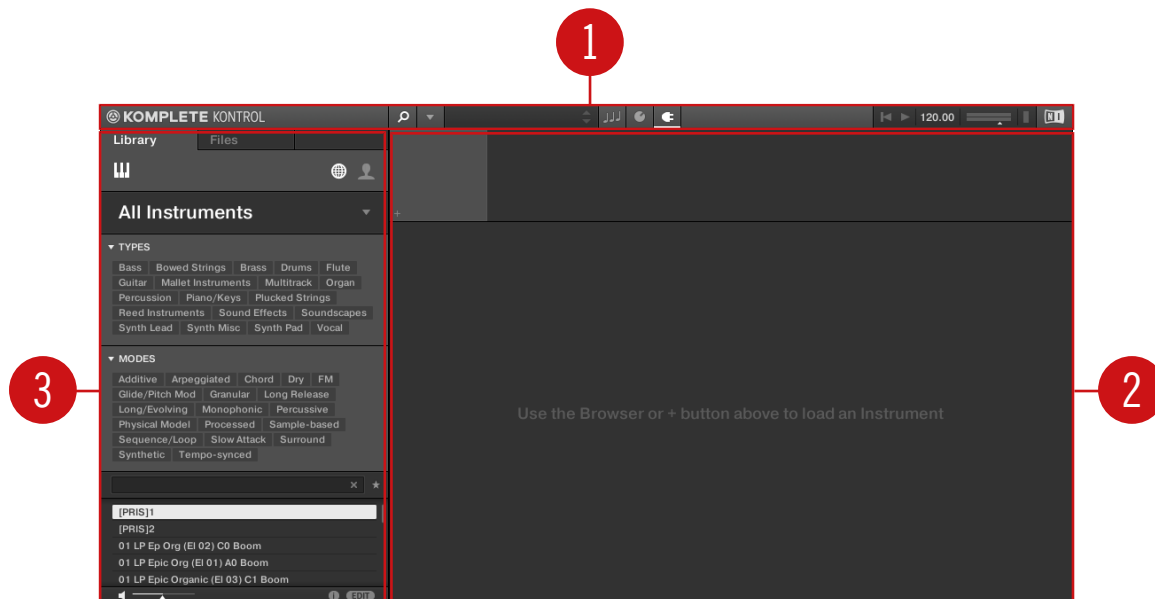 1
KOMPLETE KONTROL
120.00
NI
Library Files
All Instruments
TYPES
Bass Bowed Strings Brass Drums Flute
Guitar Mallet Instruments Multitrack Organ
Percussion Piano/Keys Plucked Strings
Reed Instruments Sound Effects Soundscapes
Synth Lead Synth Misc Synth Pad Vocal
MODES
Additive Arpeggiated Chord Dry FM
Glide/Pitch Mod Granular Long Release
Long/Evolving Monophonic Percussive
Physical Model Processed Sample-based
Sequence/Loop Slow Attack Surround
Synthetic Tempo-synced
3
[PRIS]1
[PRIS]2
01 LP Ep Org (EI 02) C0 Boom
01 LP Epic Org (EI 01) A0 Boom
01 LP Epic Organic (EI 03) C1 Boom
EDIT
Use the Browser or + button above to load an Instrument
2